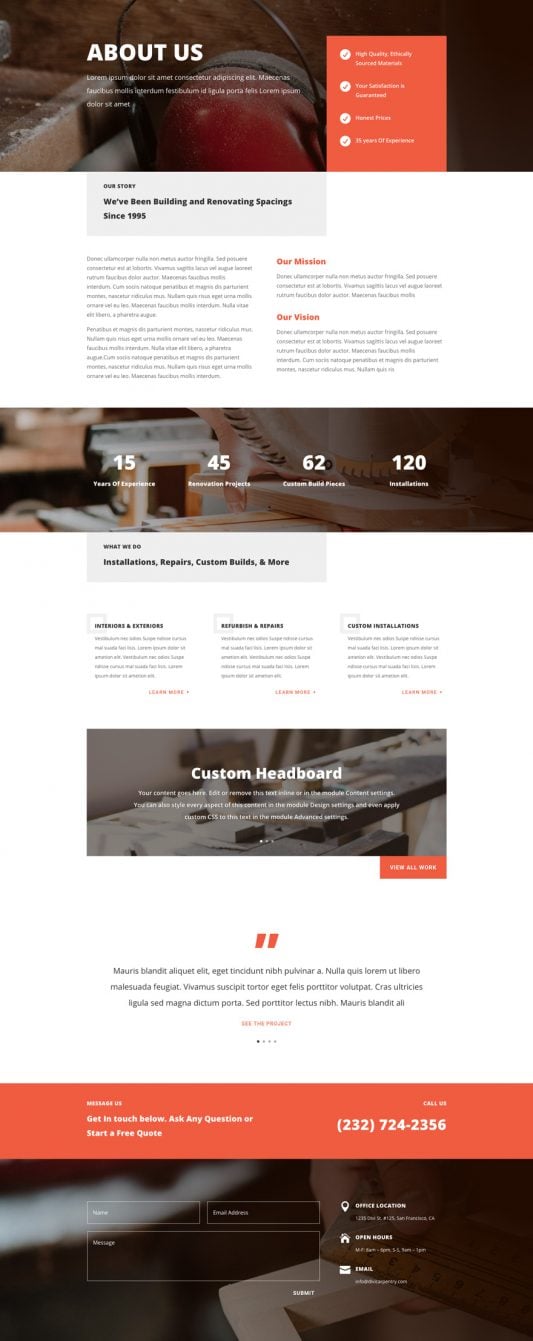 ABOUT US
Lorem ipsum dolor sit amet consectetur adipiscing elit. Maecenas
faucibus mollis interdum festibulum id ligula porta felis Lorem ipsum
dolor sit amet
High Quality, Ethically
Sourced Materials
Your Satisfaction is
Guaranteed
Honest Prices
35 years Of Experience
OUR STORY
We've Been Building and Renovating Spacings
Since 1995
Donec ullamcorper nulla non metus auctor fringilla. Sed posuere
consectetur est at lobortis. Vivamus sagittis lacus vel augue laoreet
rutrum faucibus dolor auctor. Maecenas faucibus mollis
interdum. Cum sociis natoque penatibus et magnis dis parturient
montes, nascetur ridiculus mus. Nullam quis risus eget urna mollis
ornare vel eu leo. Maecenas faucibus mollis interdum. Nulla vitae
elit libero, a pharetra augue.
Penatibus et magnis dis parturient montes, nascetur ridiculus mus.
Nullam quis risus eget urna mollis ornare vel eu leo. Maecenas
faucibus mollis interdum. Nulla vitae elit libero, a pharetra
augue.Cum sociis natoque penatibus et magnis dis parturient
montes, nascetur ridiculus mus. Nullam quis risus eget urna mollis
ornare vel eu leo. Maecenas faucibus mollis interdum.
Our Mission
Donec ullamcorper nulla non metus auctor fringilla. Sed posuere
consectetur est at lobortis. Vivamus sagittis lacus vel augue laoreet
rutrum faucibus dolor auctor. Maecenas faucibus mollis
Our Vision
Donec ullamcorper nulla non metus auctor fringilla. Sed posuere
consectetur est at lobortis. Maecenas faucibus mollis
interdum. Cum sociis natoque penatibus et magnis dis parturient
montes, nascetur ridiculus mus. Nullam quis ris
15
Years Of Experience
45
Renovation Projects
62
Custom Build Pieces
120
Installations
WHAT WE DO
Installations, Repairs, Custom Builds, & More
INTERIORS & EXTERIORS
Vestibulum nec odios Suspe ndisse cursus
mal suada faci lisis. Lorem ipsum dolor sit
ametion elit. Vestibulum nec odios Suspe
ndisse cursus mal suada faci lisis. Lorem
ipsum dolor sit ametion elit.
LEARN MORE
REFURBISH & REPAIRS
Vestibulum nec odios Suspe ndisse cursus
mal suada faci lisis. Lorem ipsum dolor sit
ametion elit. Vestibulum nec odios Suspe
ndisse cursus mal suada faci lisis. Lorem
ipsum dolor sit ametion elit.
LEARN MORE
CUSTOM INSTALLATIONS
Vestibulum nec odios Suspe ndisse cursus
mal suada faci lisis. Lorem ipsum dolor sit
ametion elit. Vestibulum nec odios Suspe
ndisse cursus mal suada faci lisis. Lorem
ipsum dolor sit ametion elit.
LEARN MORE
Custom Headboard
Your content goes here. Edit or remove this text inline or in the module Content settings.
You can also style every aspect of this content in the module Design settings and even apply
custom CSS to this text in the module Advanced settings.
VIEW ALL WORK
Mauris blandit aliquet elit, eget tincidunt nibh pulvinar a. Nulla quis lorem ut libero
malesuada feugiat. Vivamus suscipit tortor eget felis porttitor volutpat. Cras ultricies
ligula sed magna dictum porta. Sed porttitor lectus nibh. Mauris blandit ali
SEE THE PROJECT
MESSAGE US
Get in touch below. Ask Any Question or
Start a Free Quote
CALL US
(232) 724-2356
Name
Email Address
Message
SUBMIT
OFFICE LOCATION
1235 Divi St. #125, San Francisco, CA
OPEN HOURS
M-F: 8am – 6pm, S-S, 9am – 1pm
EMAIL
info@divicarpentry.com